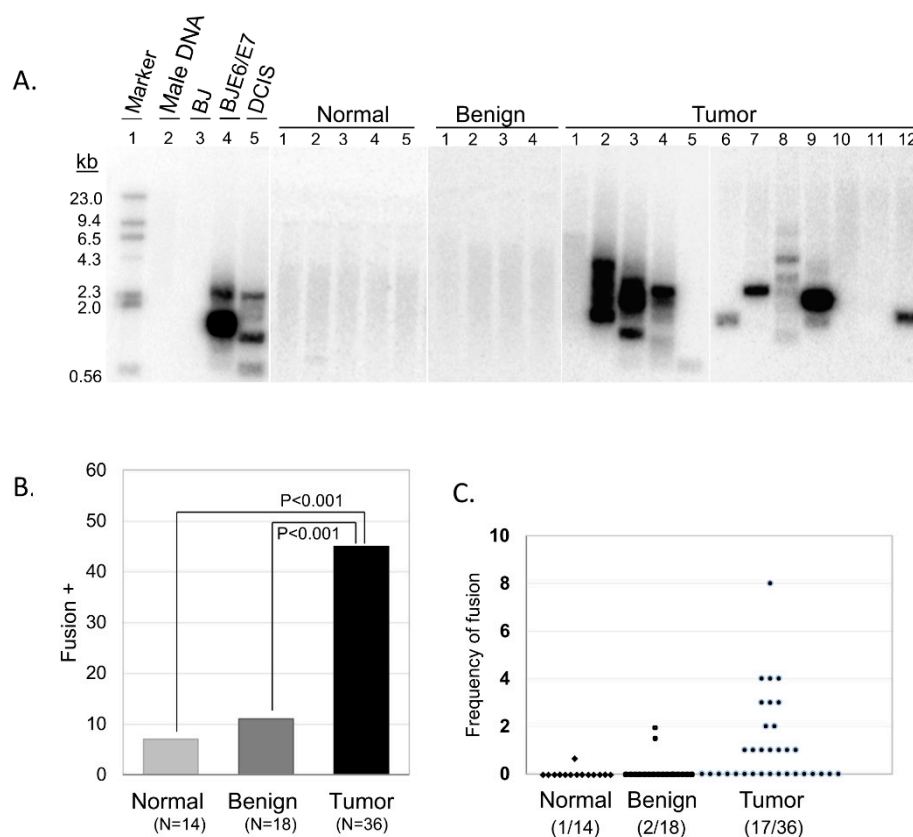 A.
Marker
Male DNA
BJ
BJE6/E7
DCIS
Normal
Benign
Tumor
1 2 3 4 5
1 2 3 4 5
1 2 3 4
1 2 3 4 5 6 7 8 9 10 11 12
kb
23.0
9.4
6.5
4.3
2.3
2.0
0.56
B.
Fusion +
60
50
40
30
20
10
0
P<0.001
P<0.001
Normal Benign Tumor
(N=14) (N=18) (N=36)
C.
Frequency of fusion
10
8
6
4
2
0
Normal Benign Tumor
(1/14) (2/18) (17/36)